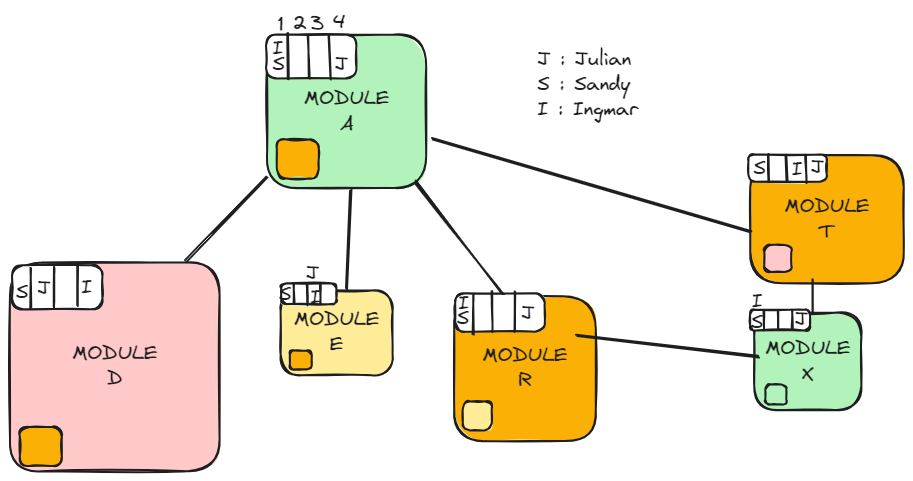 1 2 3 4
I
S J
MODULE
A
J : Julian
S : Sandy
I : Ingmar
S I J
MODULE
T
S J I
MODULE
D
J
S I
MODULE
E
I
S J
MODULE
R
I
S J
MODULE
X